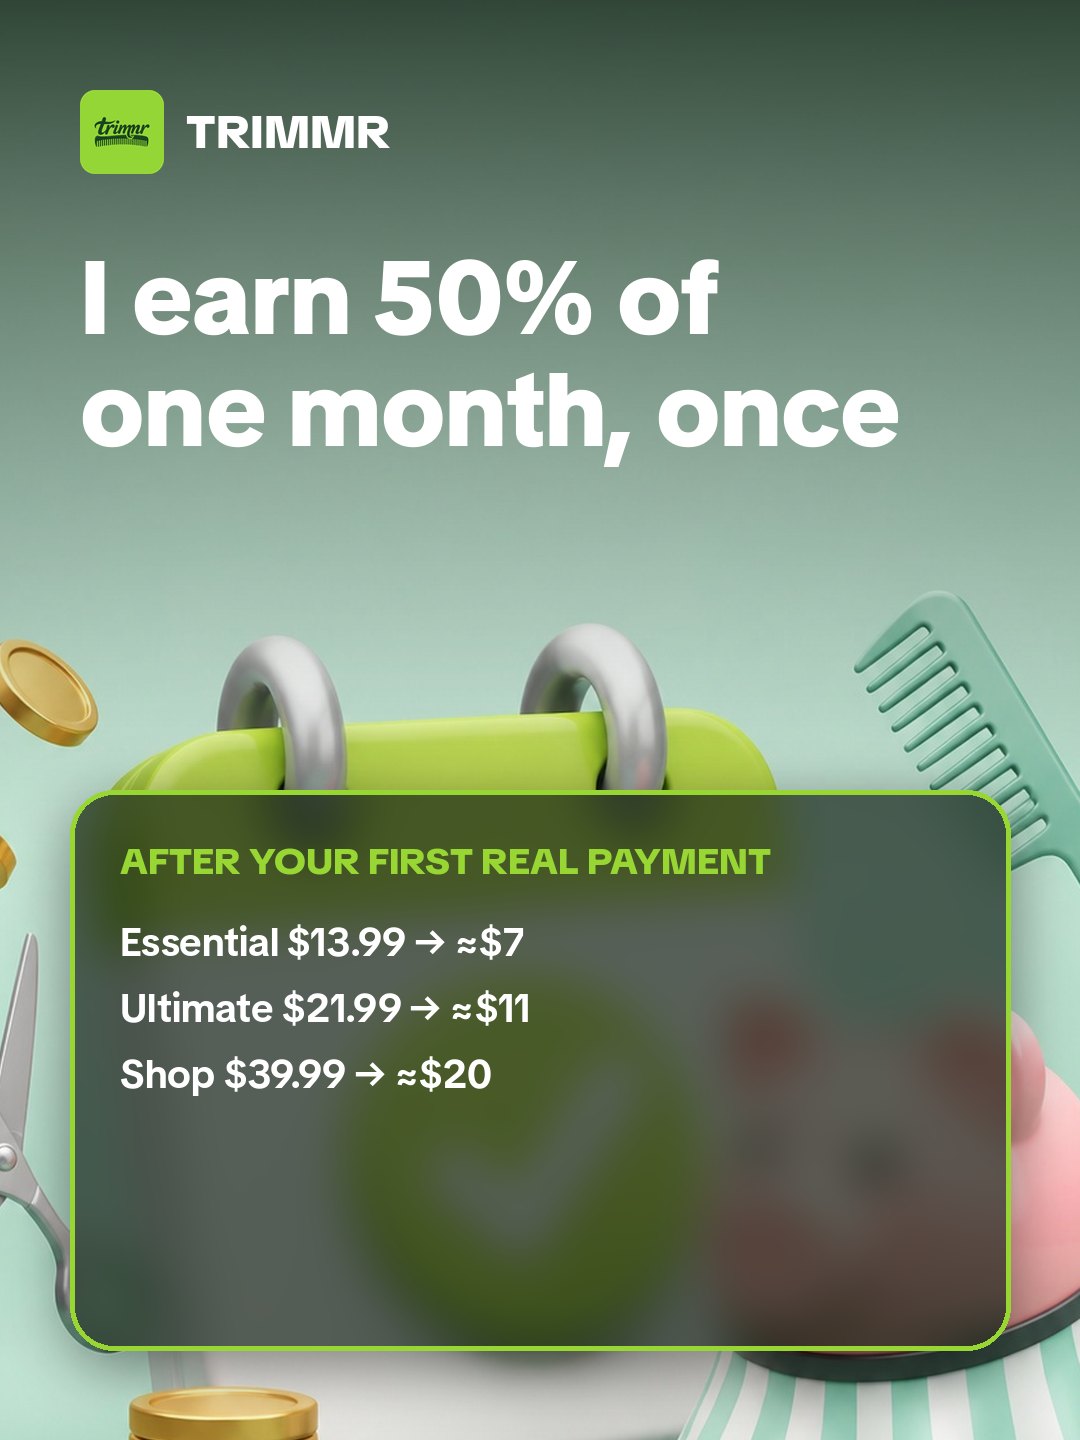 trimmr
TRIMMR
I earn 50% of
one month, once
AFTER YOUR FIRST REAL PAYMENT
Essential $13.99 → ≈$7
Ultimate $21.99 → ≈$11
Shop $39.99 → ≈$20